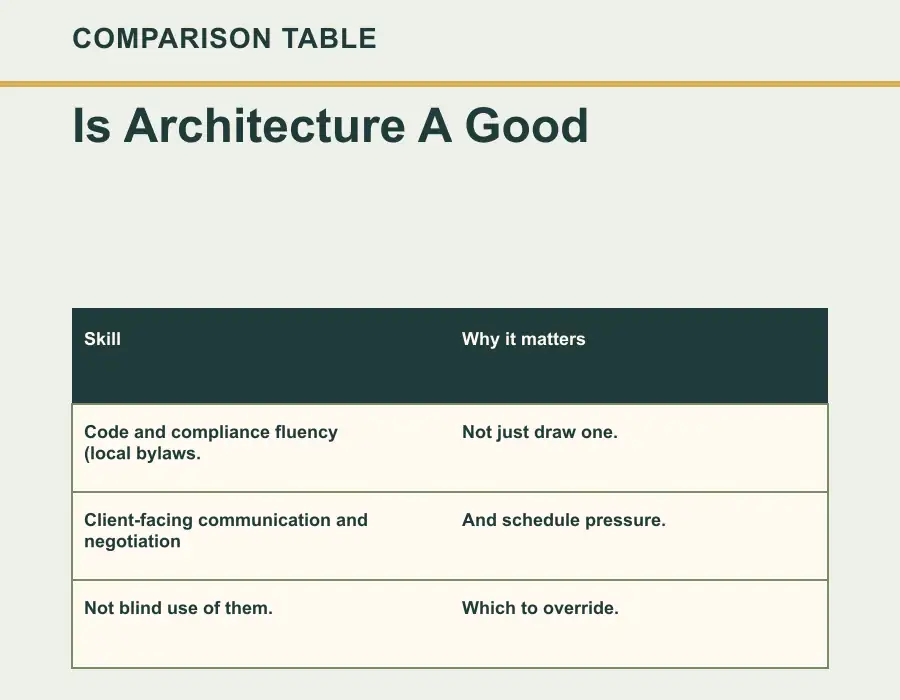 COMPARISON TABLE
Is Architecture A Good
Skill
Why it matters
Code and compliance fluency
(local bylaws.
Not just draw one.
Client-facing communication and
negotiation
And schedule pressure.
Not blind use of them.
Which to override.